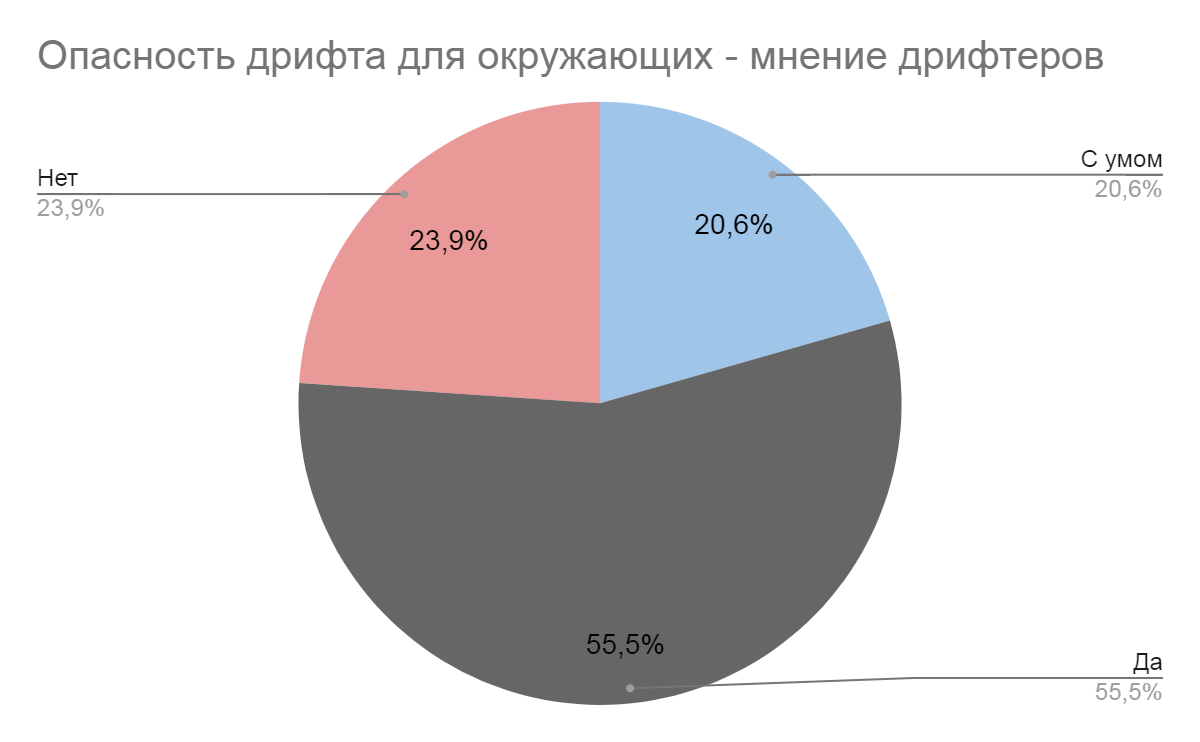 Опасность дрифта для окружающих - мнение дрифтеров
С умом
20,6%
Нет
23,9%
20,6%
23,9%
55,5%
Да
55,5%